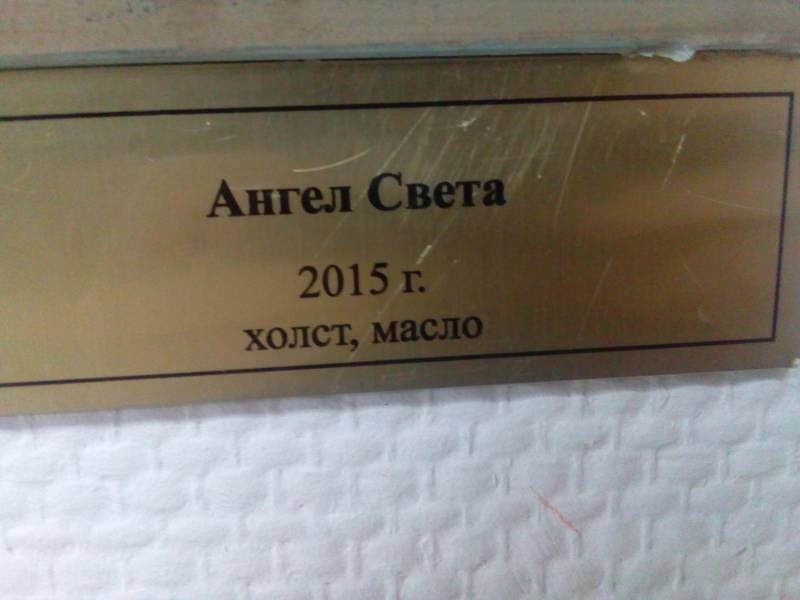 Ангел Света
2015 г.
холст, масло